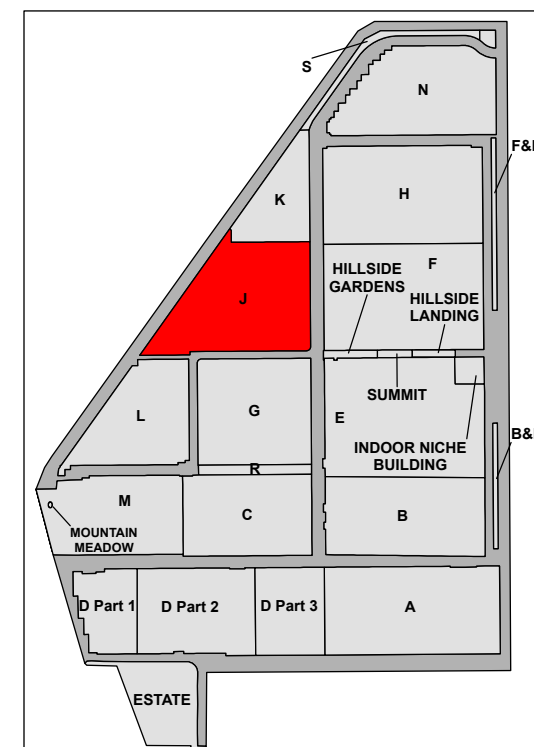 S
N
F&
K
H
F
HILLSIDE
GARDENS
HILLSIDE
LANDING
J
SUMMIT
L
G
E
INDOOR NICHE
BUILDING
B&
R
M
C
B
MOUNTAIN
MEADOW
D Part 1
D Part 2
D Part 3
A
ESTATE